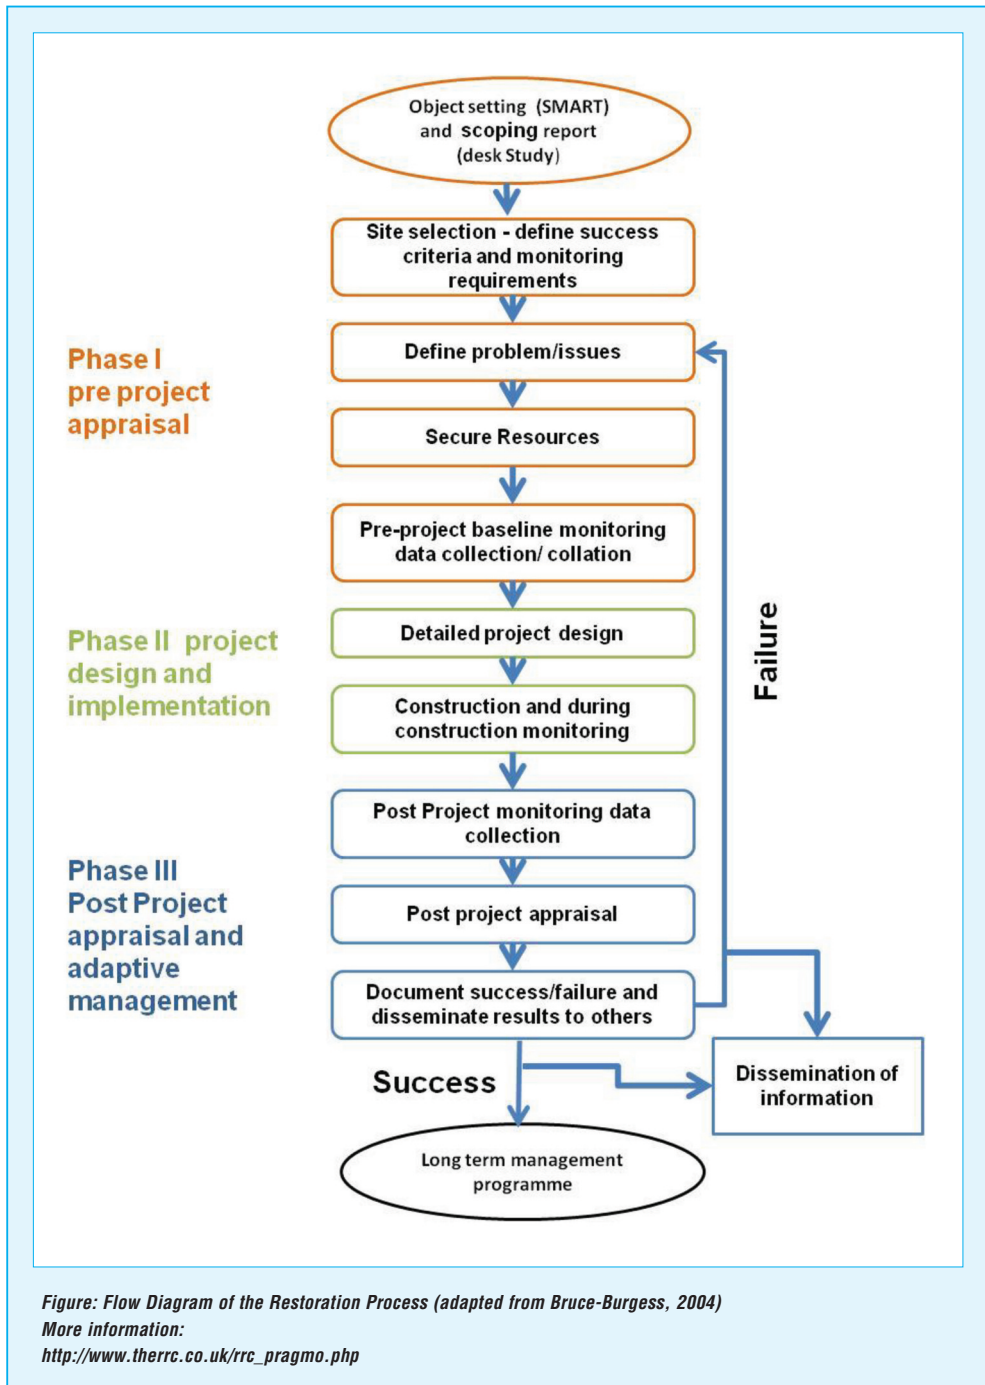 Object setting (SMART)
and scoping report
(desk Study)
Site selection - define success
criteria and monitoring
requirements
Phase I
pre project
appraisal
Define problem/issues
Secure Resources
Pre-project baseline monitoring
data collection/ collation
Phase II project
design and
implementation
Detailed project design
Construction and during
construction monitoring
Failure
Phase III
Post Project
appraisal and
adaptive
management
Post Project monitoring data
collection
Post project appraisal
Document success/failure and
disseminate results to others
Success
Dissemination of
information
Long term management
programme
Figure: Flow Diagram of the Restoration Process (adapted from Bruce-Burgess, 2004)
More information:
http://www.therrc.co.uk/rrc_pragmo.php